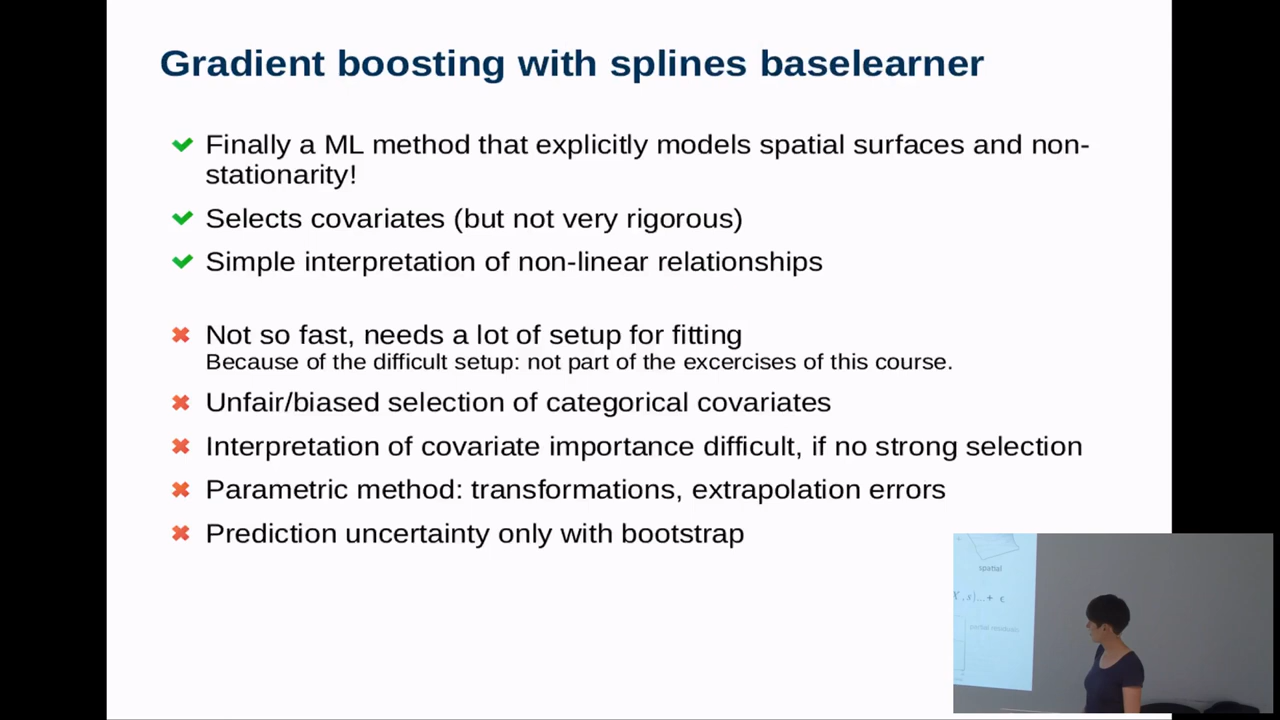 Gradient boosting with splines baselearner
Finally a ML method that explicitly models spatial surfaces and non-
stationarity!
Selects covariates (but not very rigorous)
Simple interpretation of non-linear relationships
Not so fast, needs a lot of setup for fitting
Because of the difficult setup: not part of the excercises of this course.
Unfair/biased selection of categorical covariates
Interpretation of covariate importance difficult, if no strong selection
Parametric method: transformations, extrapolation errors
Prediction uncertainty only with bootstrap
spatial
X, x)...+ ϵ
partial residuals